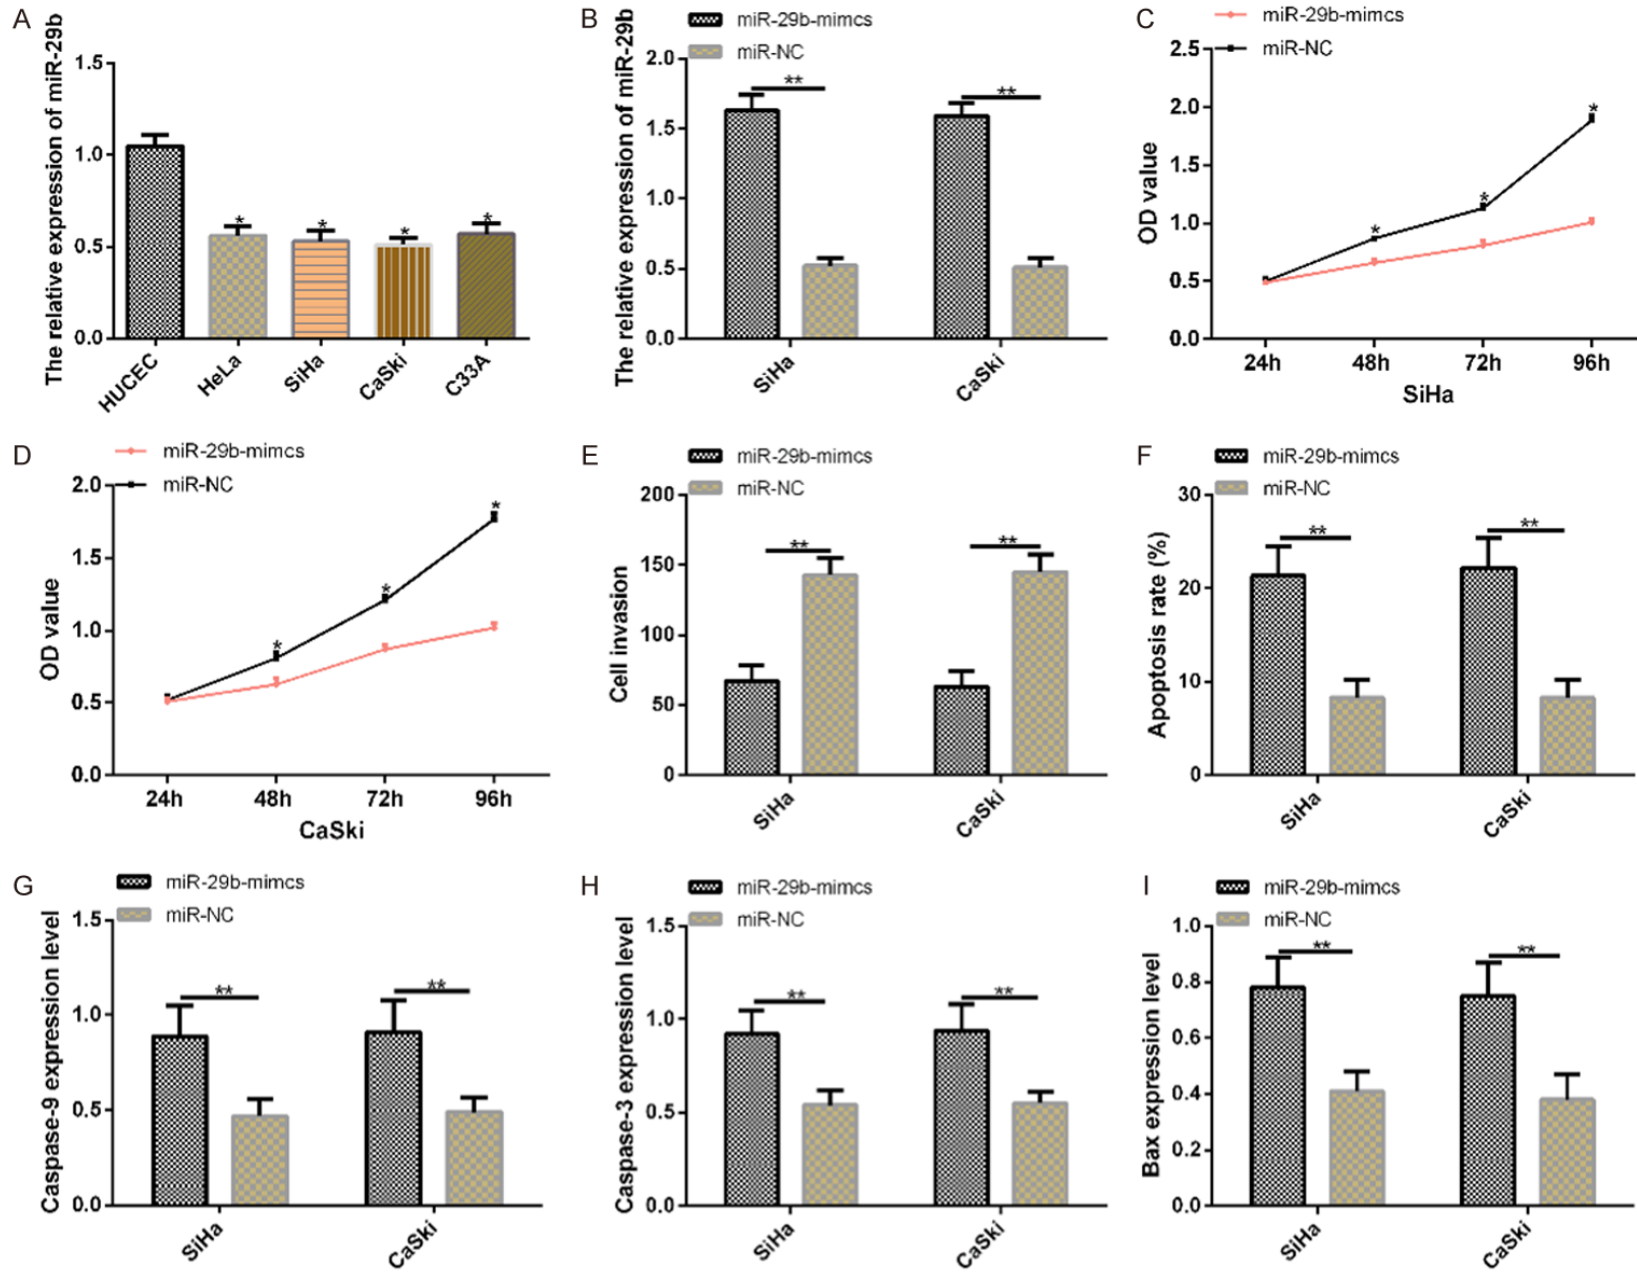 A
The relative expression of miR-29b
1.5
1.0
0.5
0.0
*
*
*
*
HUCEC
HeLa
SiHa
CaSki
C33A
B
miR-29b-mimcs
miR-NC
The relative expression of miR-29b
2.0
1.5
1.0
0.5
0.0
**
**
SiHa
CaSki
C
miR-29b-mimcs
miR-NC
OD value
2.5
2.0
1.5
1.0
0.5
0.0
*
*
*
24h
48h
72h
96h
SiHa
D
miR-29b-mimcs
miR-NC
OD value
2.0
1.5
1.0
0.5
0.0
*
*
*
24h
48h
72h
96h
CaSki
E
miR-29b-mimcs
miR-NC
Cell invasion
200
150
100
50
0
**
**
SiHa
CaSki
F
miR-29b-mimcs
miR-NC
Apoptosis rate (%)
30
20
10
0
**
**
SiHa
CaSki
G
miR-29b-mimcs
miR-NC
Caspase-9 expression level
1.5
1.0
0.5
0.0
**
**
SiHa
CaSki
H
miR-29b-mimcs
miR-NC
Caspase-3 expression level
1.5
1.0
0.5
0.0
**
**
SiHa
CaSki
I
miR-29b-mimcs
miR-NC
Bax expression level
1.0
0.8
0.6
0.4
0.2
0.0
**
**
SiHa
CaSki